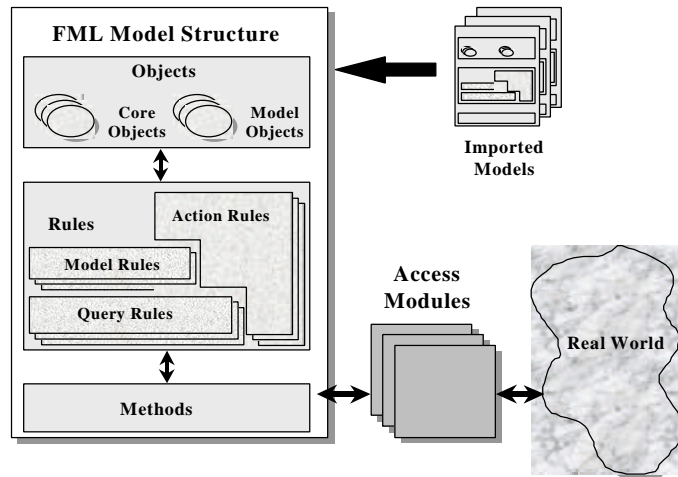 FML Model Structure
Objects
Core
Objects
Model
Objects
Imported
Models
Rules
Action Rules
Model Rules
Query Rules
Access
Modules
Real World
Methods